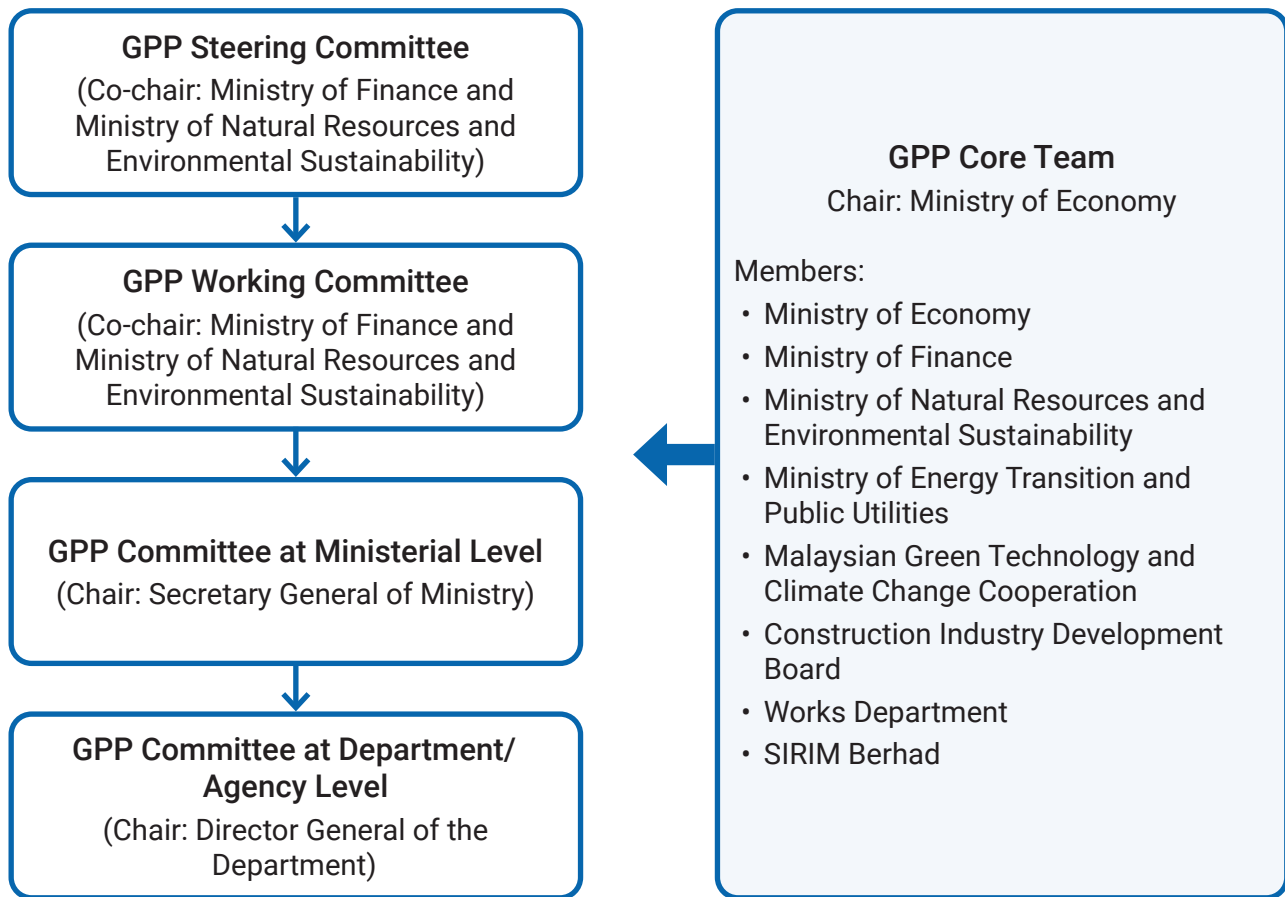 GPP Steering Committee
(Co-chair: Ministry of Finance and
Ministry of Natural Resources and
Environmental Sustainability)
GPP Working Committee
(Co-chair: Ministry of Finance and
Ministry of Natural Resources and
Environmental Sustainability)
GPP Committee at Ministerial Level
(Chair: Secretary General of Ministry)
GPP Committee at Department/
Agency Level
(Chair: Director General of the
Department)
GPP Core Team
Chair: Ministry of Economy
Members:
• Ministry of Economy
• Ministry of Finance
• Ministry of Natural Resources and
Environmental Sustainability
• Ministry of Energy Transition and
Public Utilities
• Malaysian Green Technology and
Climate Change Cooperation
• Construction Industry Development
Board
• Works Department
• SIRIM Berhad